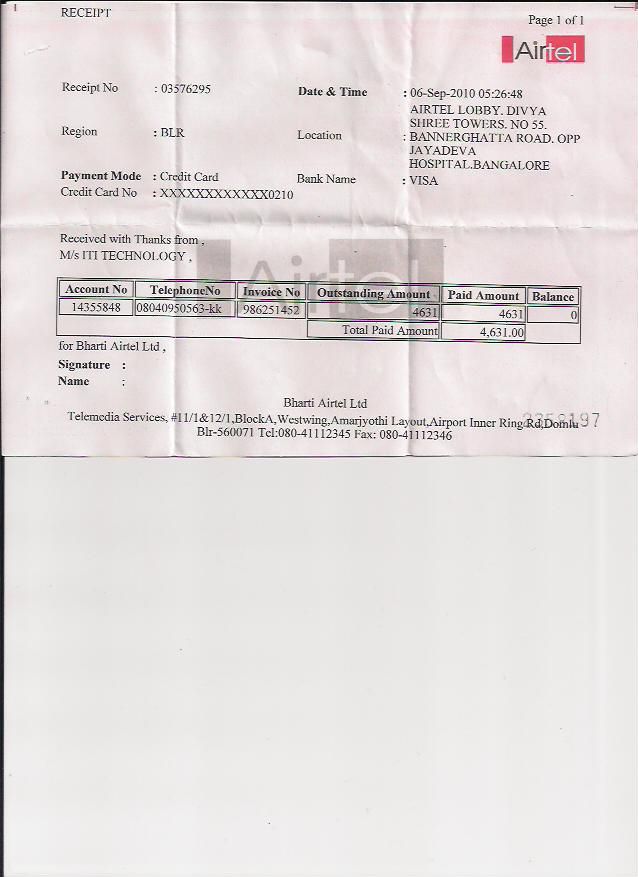 RECEIPT
Page 1 of 1
Airtel
Receipt No : 03576295
Date & Time : 06-Sep-2010 05:26:48
Region : BLR
Location : AIRTEL LOBBY. DIVYA
SHREE TOWERS. NO 55.
BANNERGHATTA ROAD. OPP
JAYADEVA
HOSPITAL.BANGALORE
Payment Mode : Credit Card
Bank Name : VISA
Credit Card No : XXXXXXXXXXXX0210
Received with Thanks from ,
M/s ITI TECHNOLOGY ,
Airtel
Account No TelephoneNo Invoice No Outstanding Amount Paid Amount Balance
14355848 08040950563-kk 986251452 4631 4631 0
Total Paid Amount 4,631.00
for Bharti Airtel Ltd ,
Signature :
Name :
Bharti Airtel Ltd
Telemedia Services, #11/1&12/1,BlockA,Westwing,Amarjyothi Layout,Airport Inner Ring Rd,Domlu
Blr-560071 Tel:080-41112345 Fax: 080-41112346